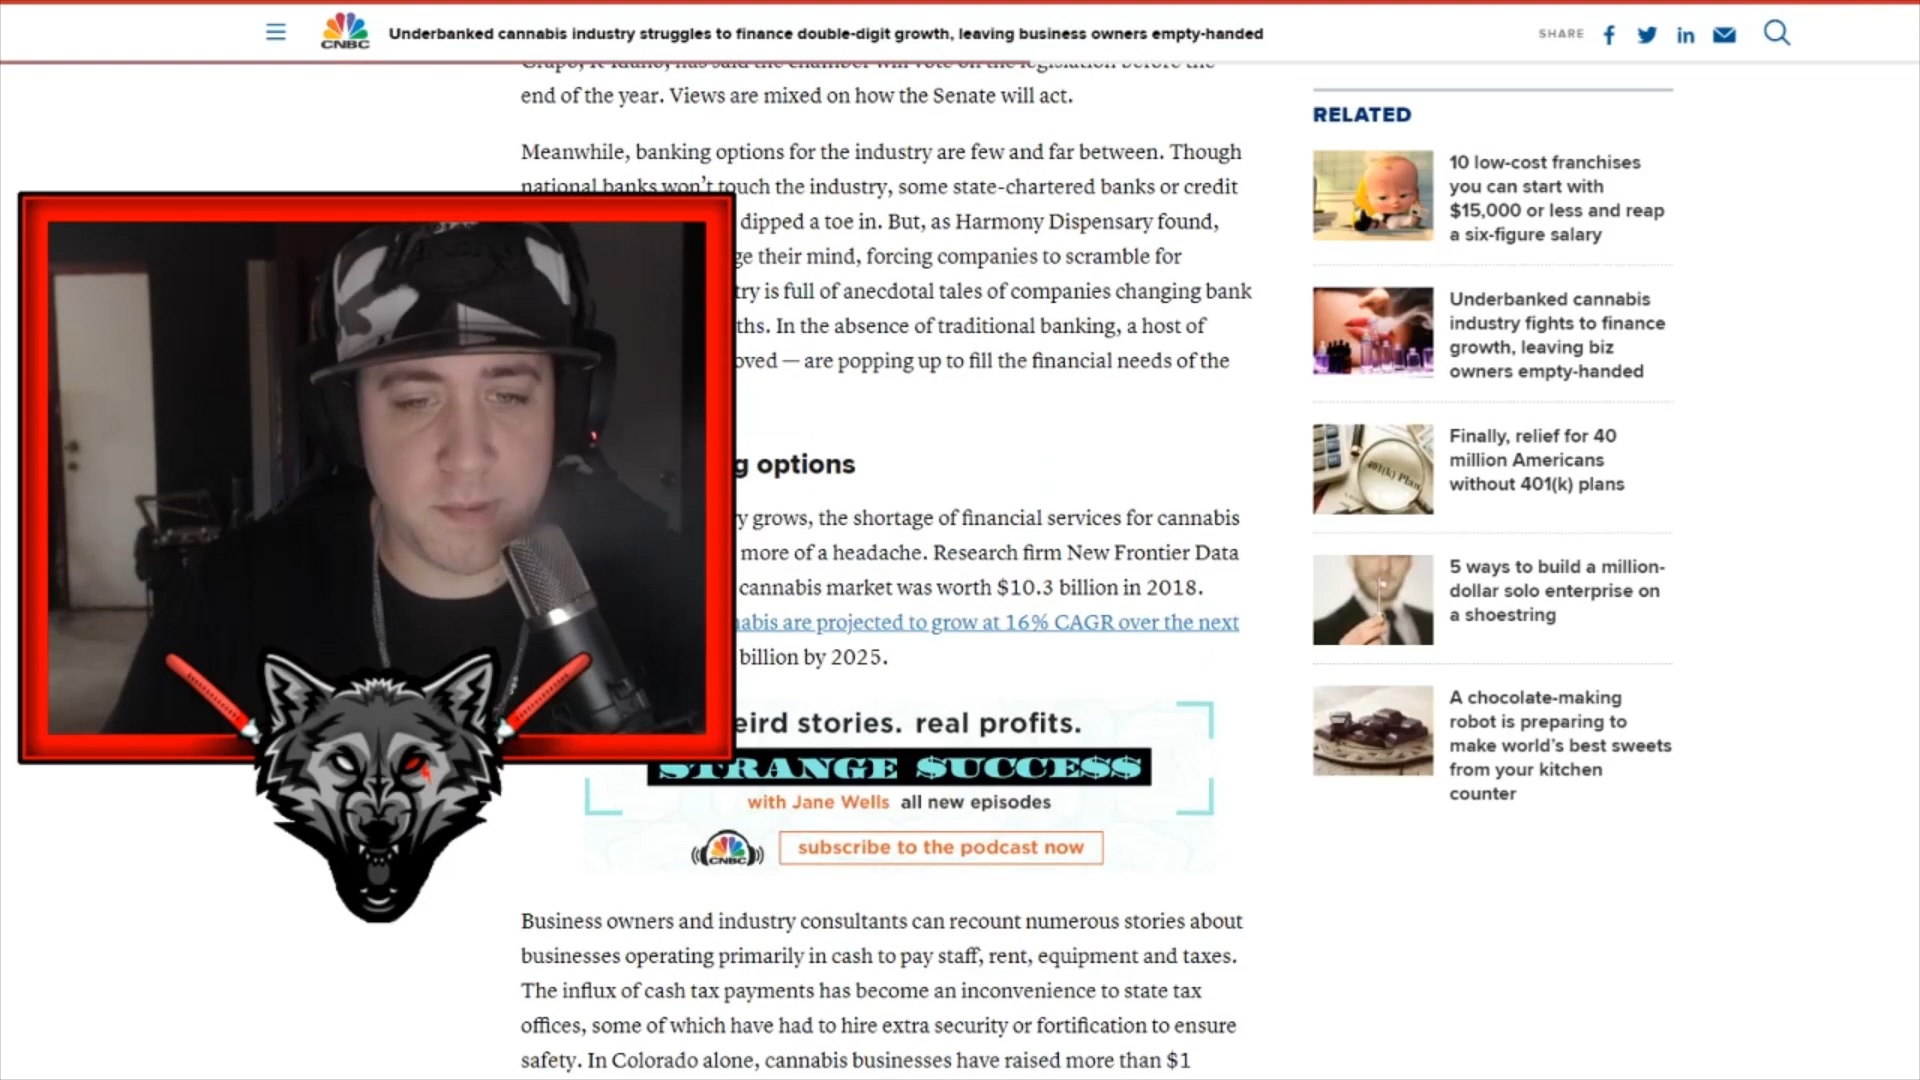 CNBC
Underbanked cannabis industry struggles to finance double-digit growth, leaving business owners empty-handed
SHARE
end of the year. Views are mixed on how the Senate will act.
Meanwhile, banking options for the industry are few and far between. Though
national banks won't touch the industry, some state-chartered banks or credit
dipped a toe in. But, as Harmony Dispensary found,
ge their mind, forcing companies to scramble for
try is full of anecdotal tales of companies changing bank
ths. In the absence of traditional banking, a host of
oved — are popping up to fill the financial needs of the
g options
y grows, the shortage of financial services for cannabis
more of a headache. Research firm New Frontier Data
cannabis market was worth $10.3 billion in 2018.
nabis are projected to grow at 16% CAGR over the next
billion by 2025.
eird stories. real profits.
STRANGE $UCCE$$
with Jane Wells all new episodes
CNBC
subscribe to the podcast now
Business owners and industry consultants can recount numerous stories about
businesses operating primarily in cash to pay staff, rent, equipment and taxes.
The influx of cash tax payments has become an inconvenience to state tax
offices, some of which have had to hire extra security or fortification to ensure
safety. In Colorado alone, cannabis businesses have raised more than $1
RELATED
10 low-cost franchises
you can start with
$15,000 or less and reap
a six-figure salary
Underbanked cannabis
industry fights to finance
growth, leaving biz
owners empty-handed
401(k) Plan
Finally, relief for 40
million Americans
without 401(k) plans
5 ways to build a million-
dollar solo enterprise on
a shoestring
A chocolate-making
robot is preparing to
make world's best sweets
from your kitchen
counter